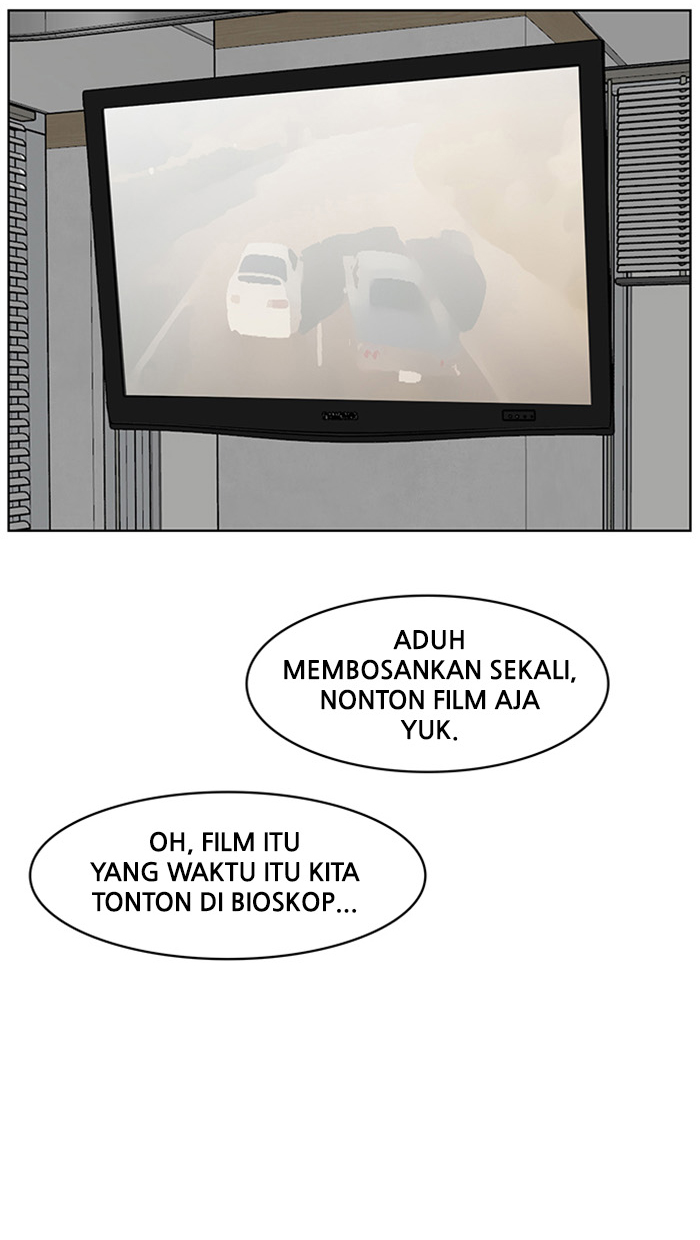 ADUH
MEMBOSANKAN SEKALI,
NONTON FILM AJA
YUK.
OH, FILM ITU
YANG WAKTU ITU KITA
TONTON DI BIOSKOP...